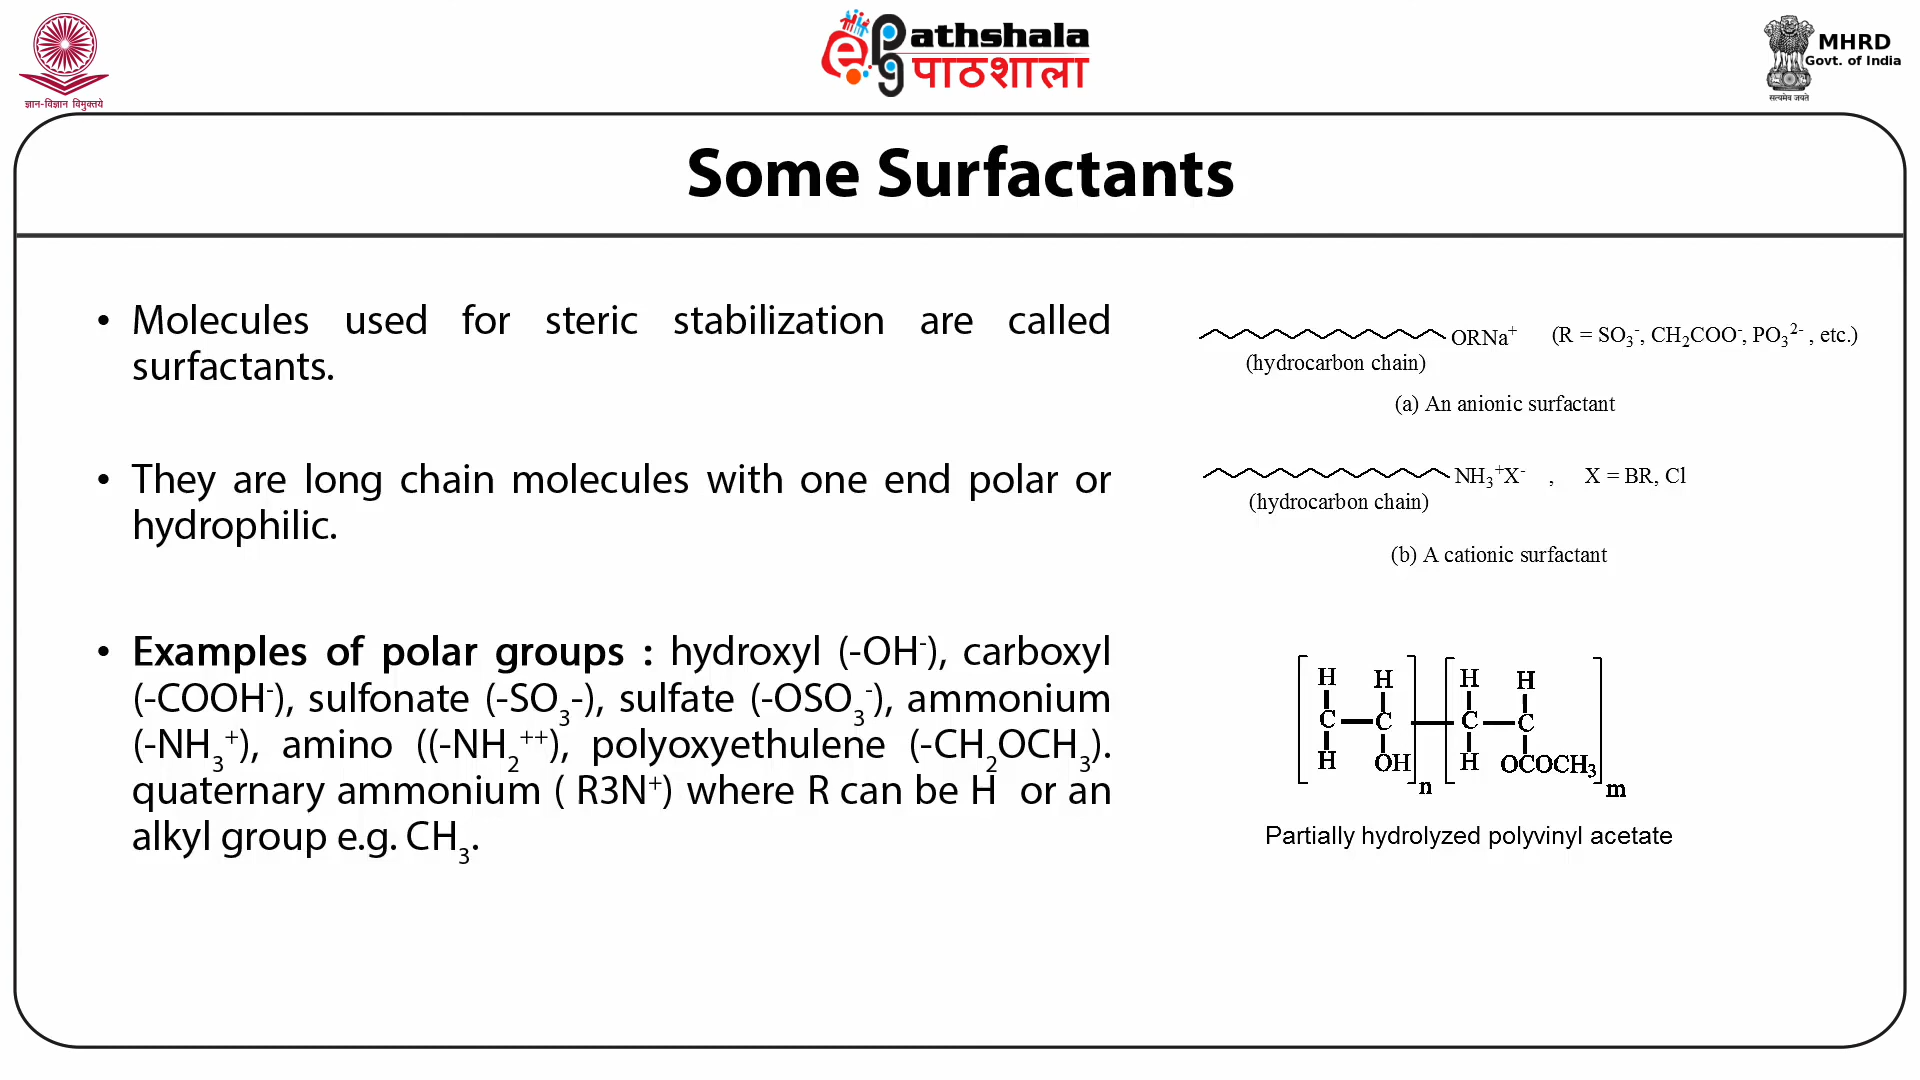 ज्ञान-विज्ञान विमुक्तये
ePathshala
पाठशाला
MHRD
Govt. of India
सत्यमेव जयते
Some Surfactants
• Molecules used for steric stabilization are called
surfactants.
• They are long chain molecules with one end polar or
hydrophilic.
• Examples of polar groups : hydroxyl (-OH⁻), carboxyl
(-COOH⁻), sulfonate (-SO₃-), sulfate (-OSO₃⁻), ammonium
(-NH₃⁺), amino ((-NH₂⁺⁺), polyoxyethulene (-CH₂OCH₃).
quaternary ammonium ( R3N⁺) where R can be H or an
alkyl group e.g. CH₃.
ORNa⁺ (R = SO₃⁻, CH₂COO⁻, PO₃²⁻ , etc.)
(hydrocarbon chain)
(a) An anionic surfactant
NH₃⁺X⁻ , X = BR, Cl
(hydrocarbon chain)
(b) A cationic surfactant
H H H H
C C C C
H OH H OCOCH₃
n m
Partially hydrolyzed polyvinyl acetate